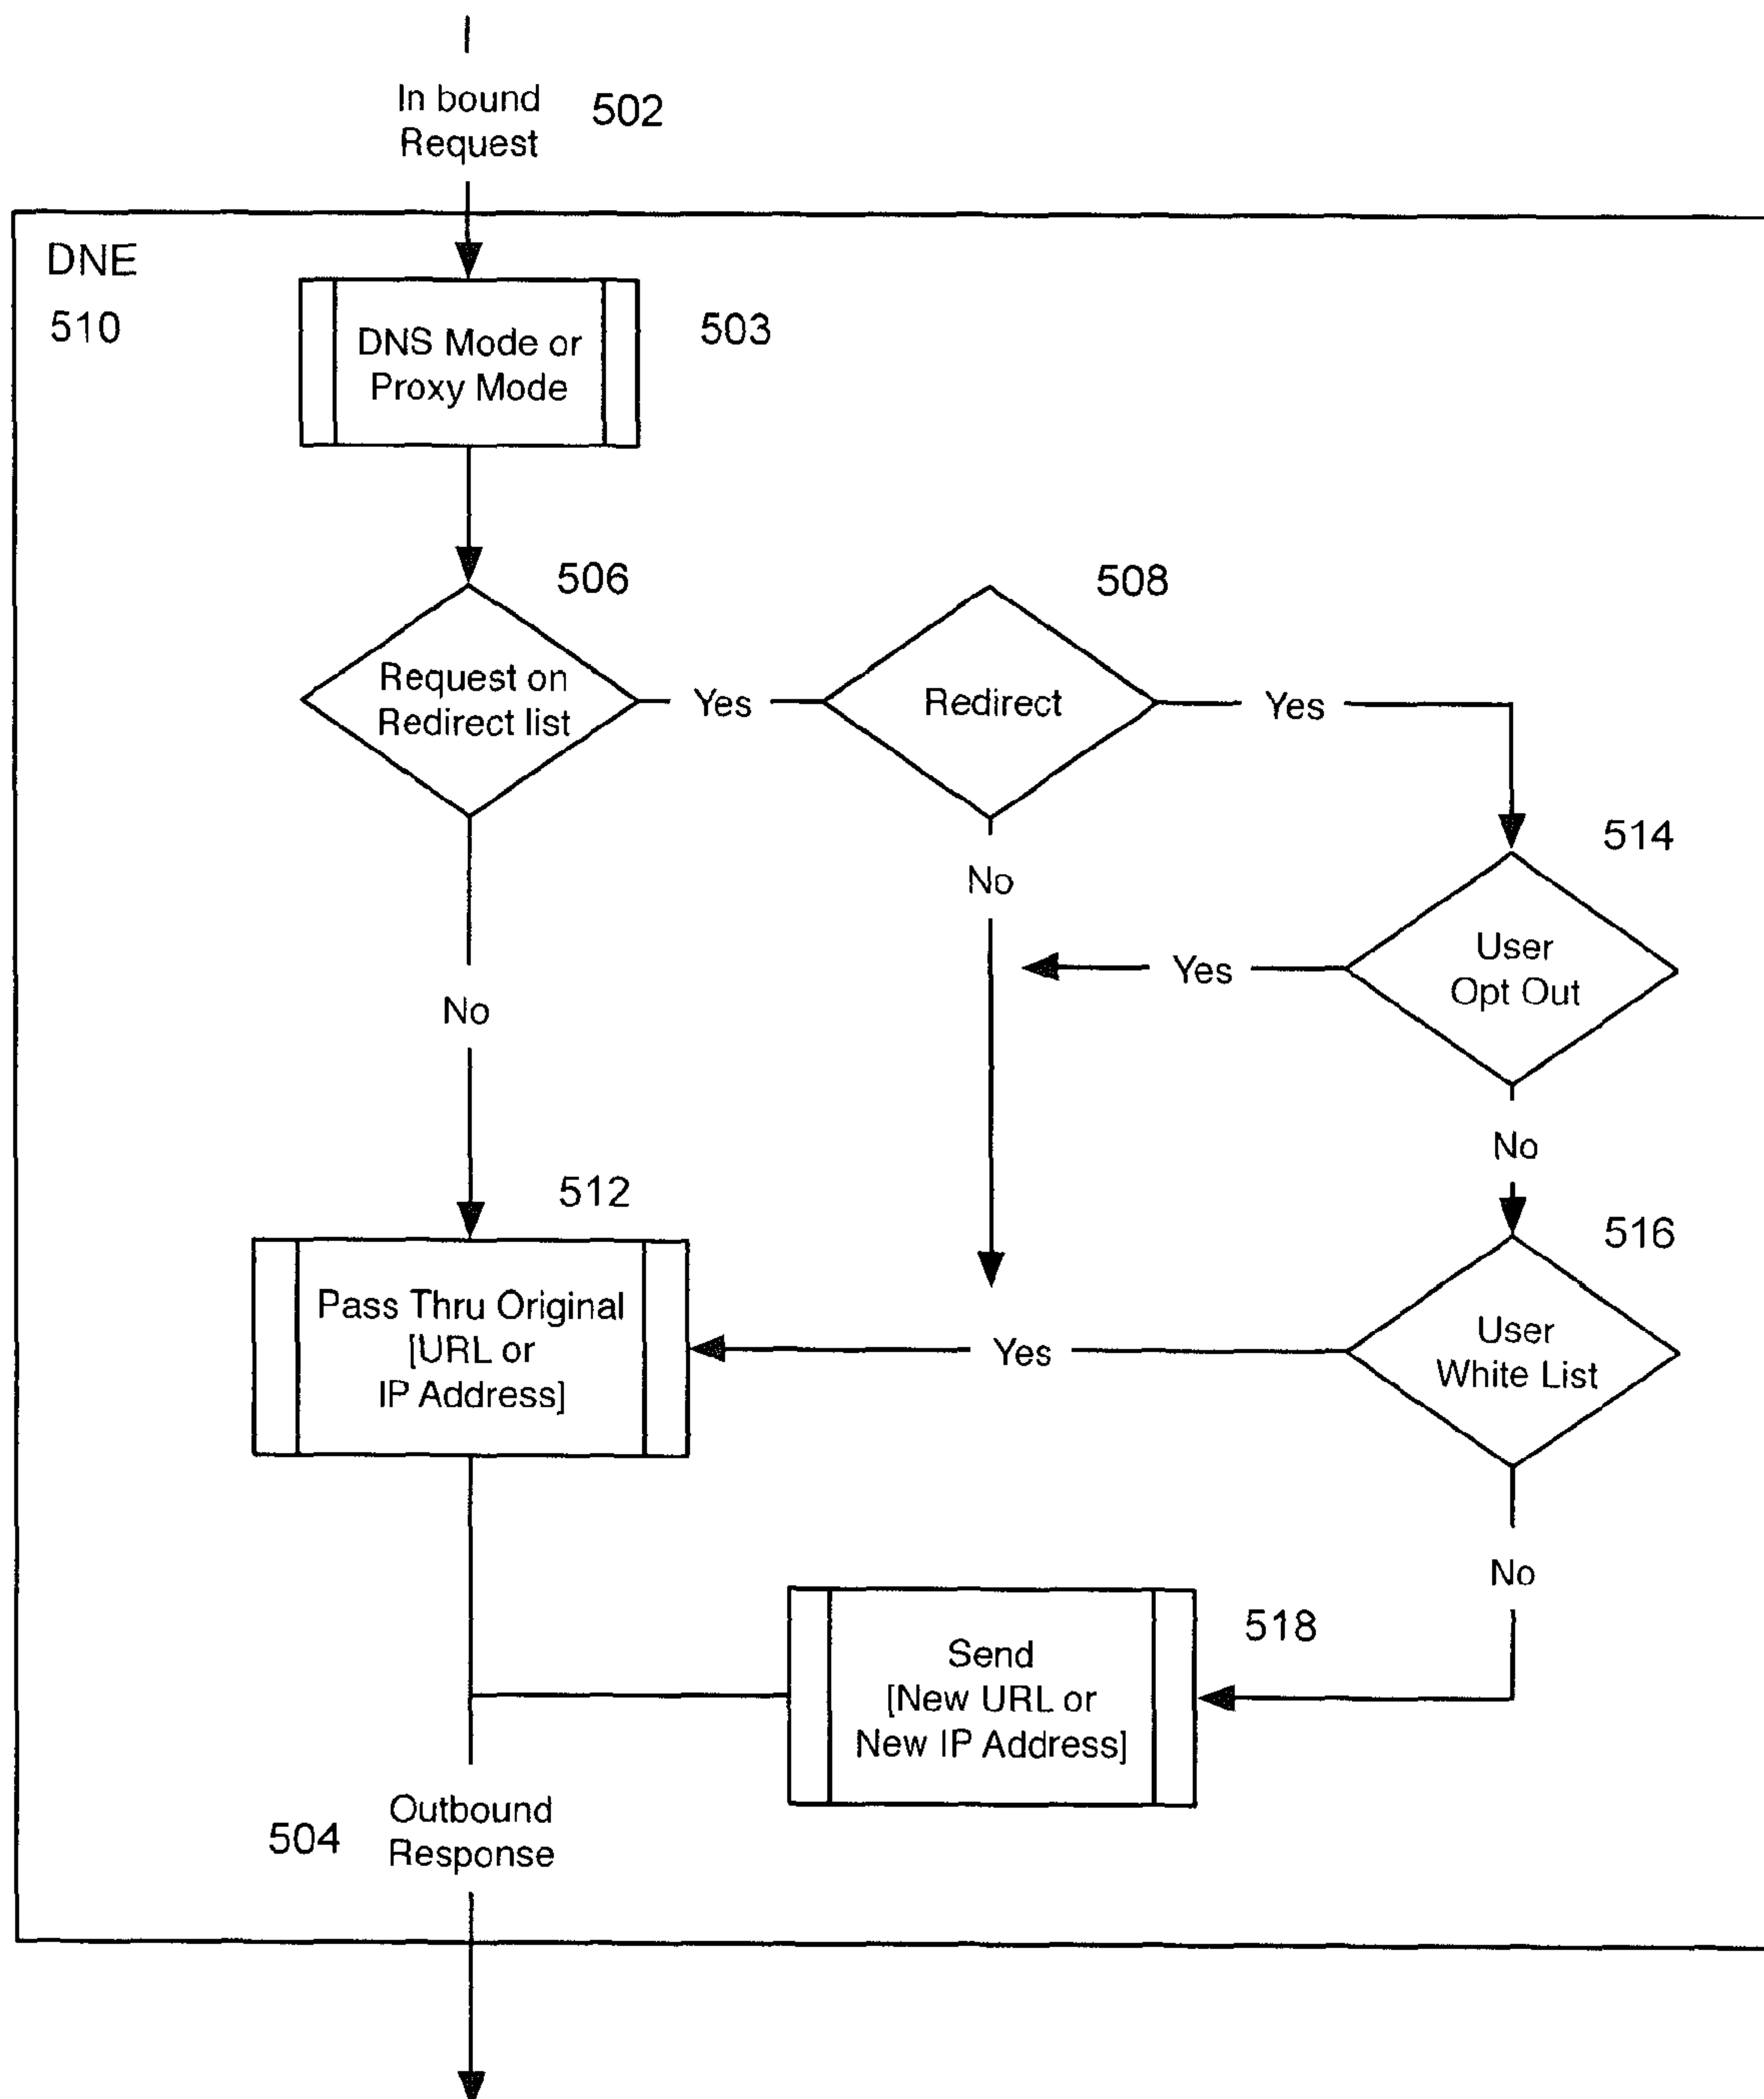 In bound
Request
502
DNE
510
DNS Mode or
Proxy Mode
503
506
Request on
Redirect list
Yes
508
Redirect
Yes
No
514
User
Opt Out
Yes
No
No
512
Pass Thru Original
[URL or
IP Address]
Yes
516
User
White List
No
518
Send
[New URL or
New IP Address]
504
Outbound
Response